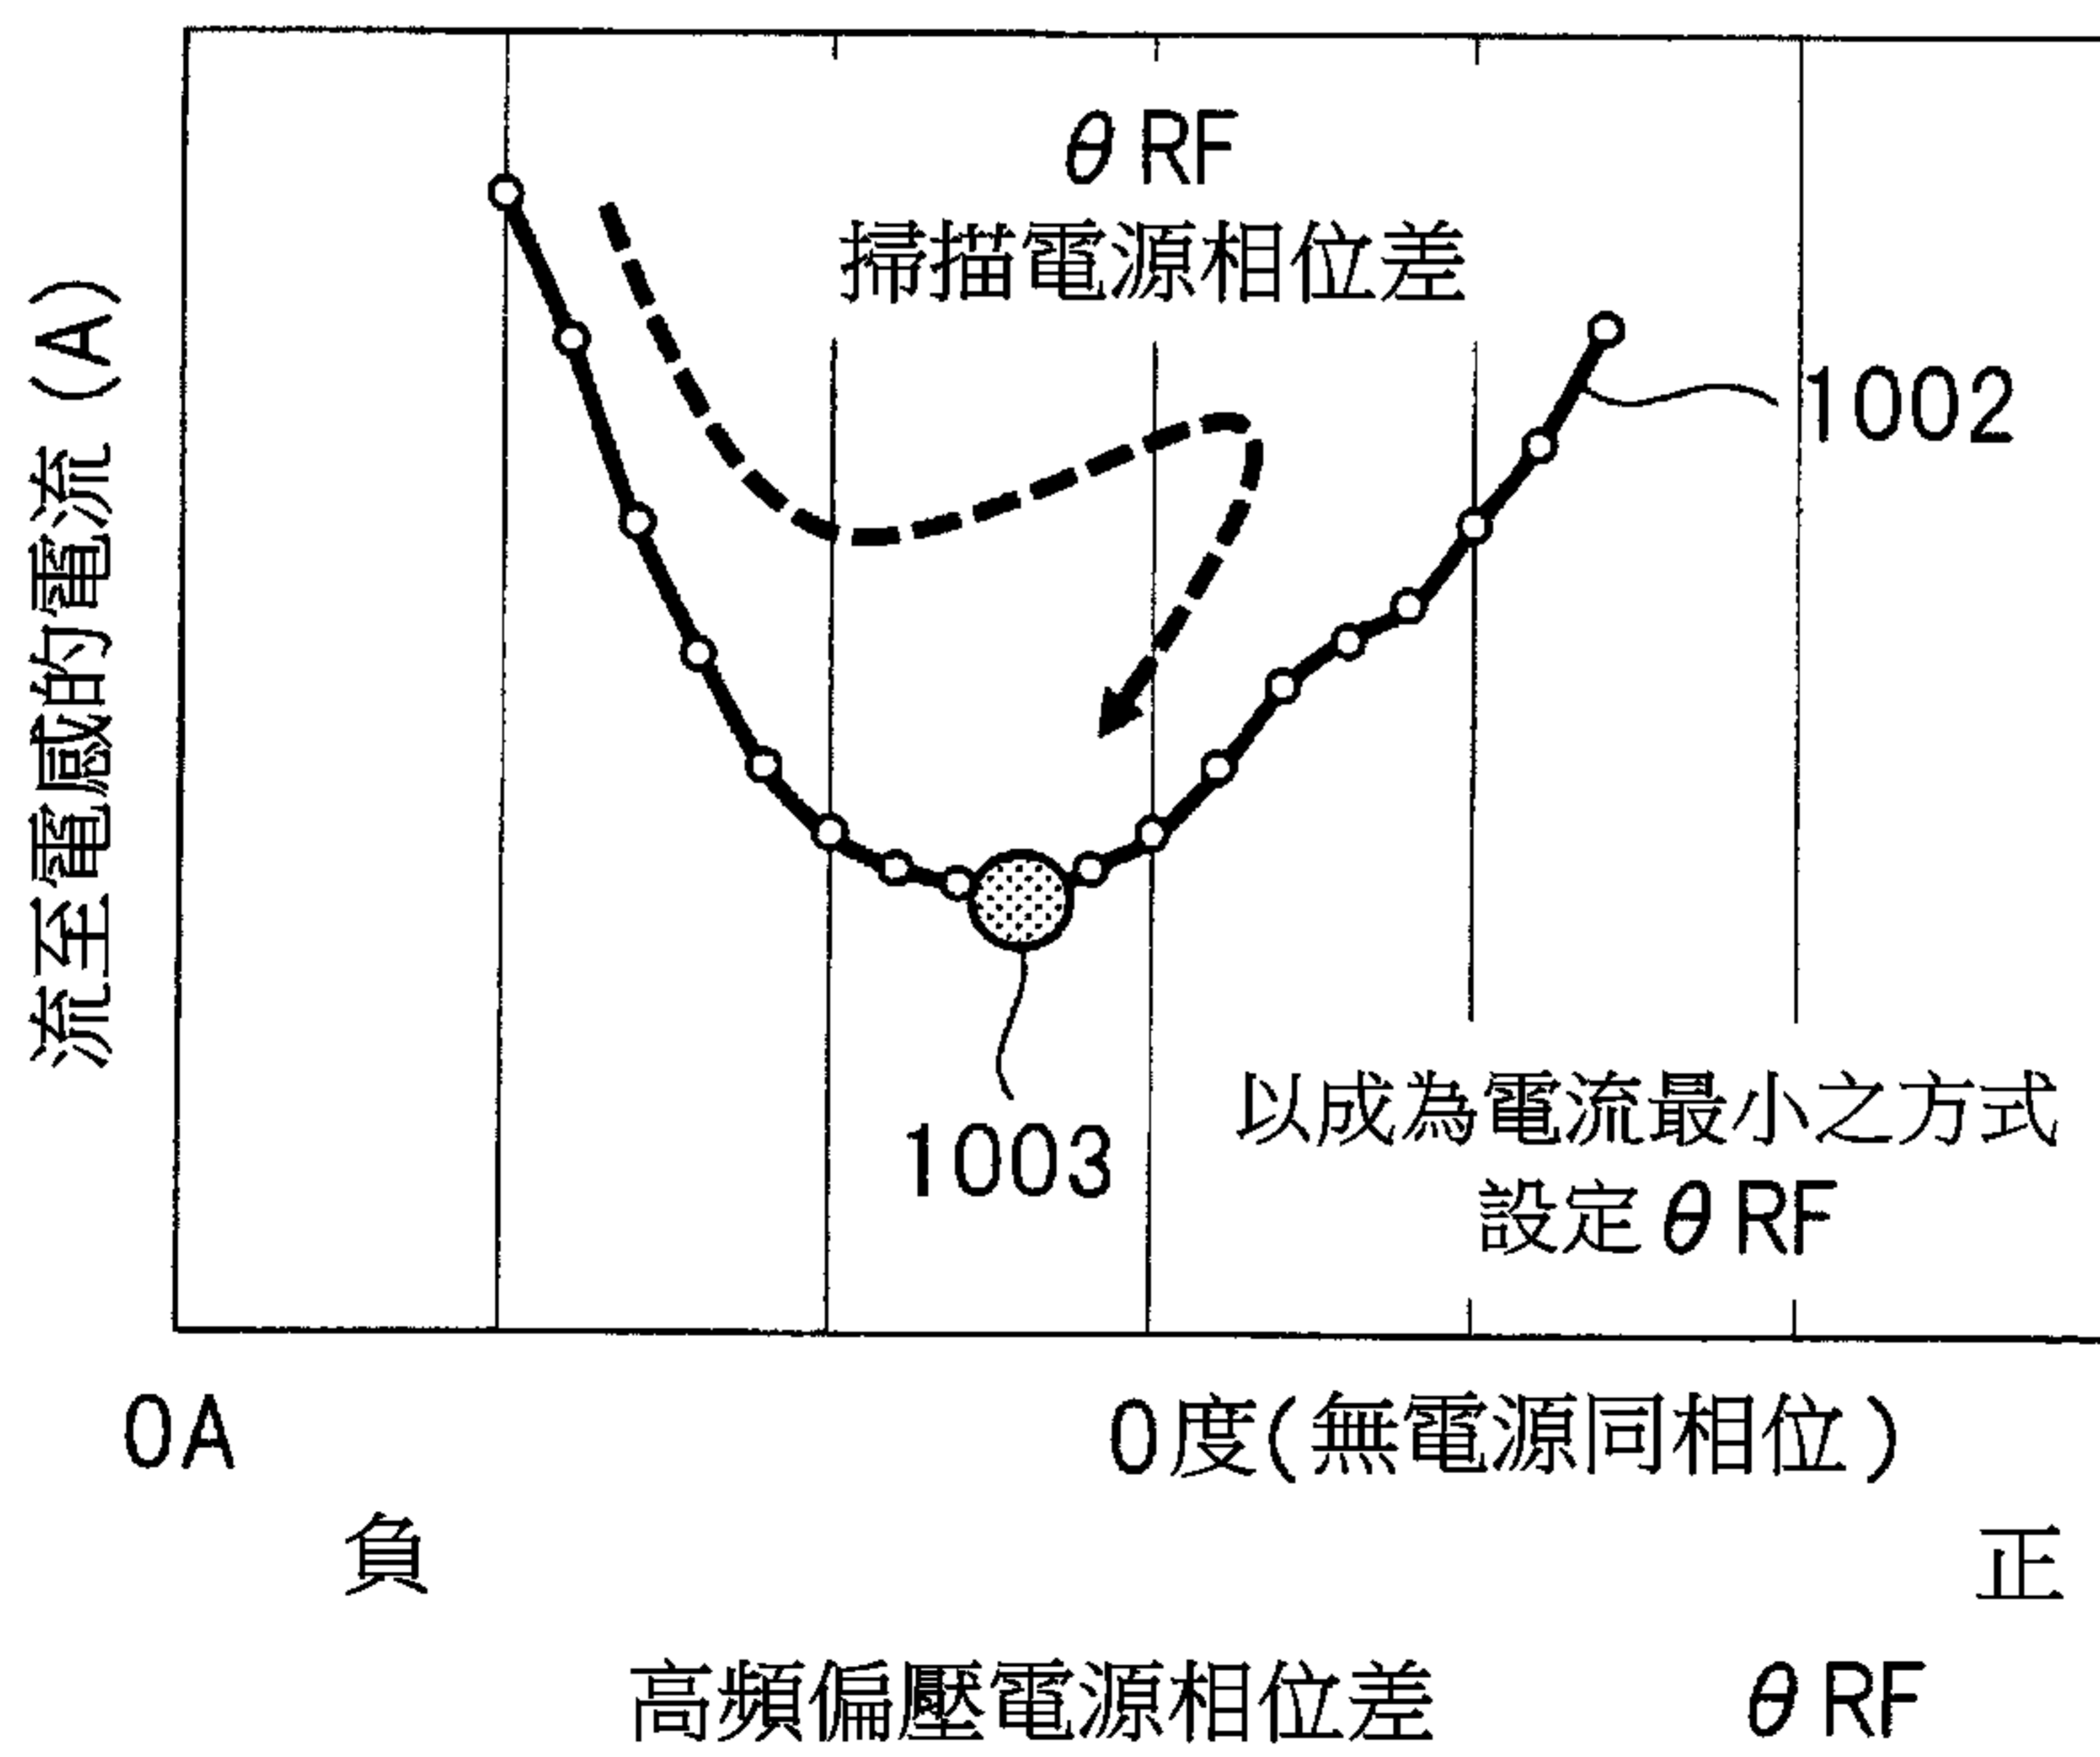 θRF
掃描電源相位差
1002
流至電感的電流(A)
1003
以成為電流最小之方式
設定θRF
0A
0度(無電源同相位)
負
正
高頻偏壓電源相位差 θRF